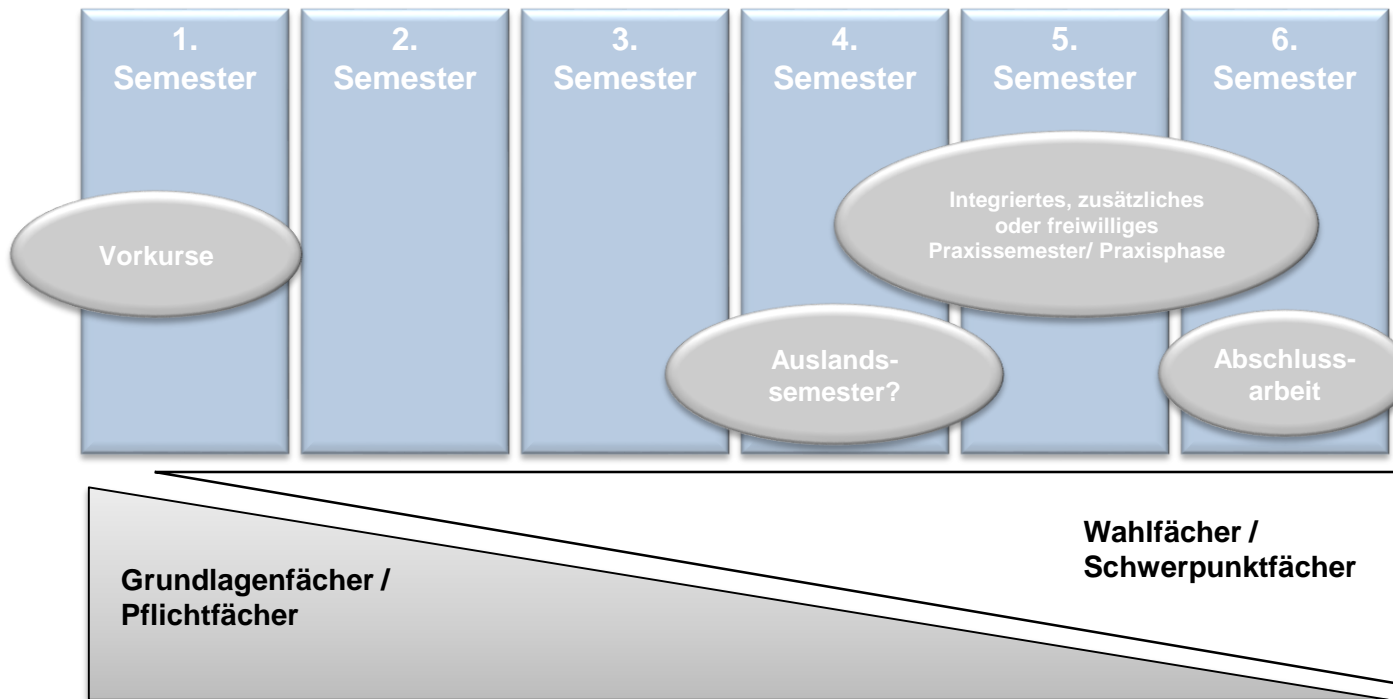 1.
Semester
2.
Semester
3.
Semester
4.
Semester
5.
Semester
6.
Semester
Vorkurse
Integriertes, zusätzliches
oder freiwilliges
Praxissemester/ Praxisphase
Auslands-
semester?
Abschluss-
arbeit
Grundlagenfächer /
Pflichtfächer
Wahlfächer /
Schwerpunktfächer